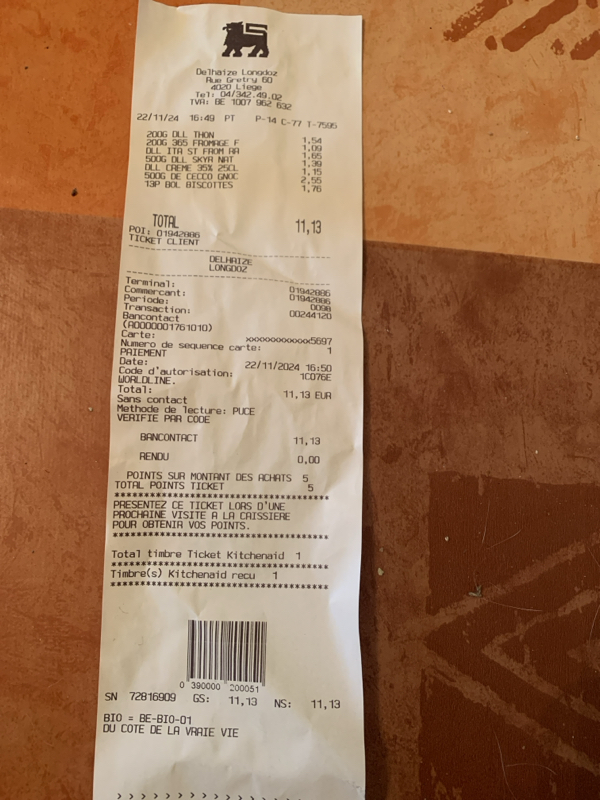 Delhaize Longdoz
Rue Gretry 60
4020 Liege
Tel: 04/342.49.02
TVA: BE 1007 962 632
22/11/24 16:49 PT P-14 C-77 T-7595
200G DLL THON 1,54
200G 365 FROMAGE F 1,09
DLL ITA ST FROM RA 1,65
500G DLL SKYR NAT 1,39
DLL CREME 35% 25CL 1,15
500G DE CECCO GNOC 2,55
13P BOL BISCOTTES 1,76
TOTAL 11,13
POI: 01942886
TICKET CLIENT
DELHAIZE
LONGDOZ
Terminal: 01942886
Commercant: 01942886
Periode: 0098
Transaction: 00244120
Bancontact
(A0000001761010)
Carte: xxxxxxxxxxxx5697
Numero de sequence carte: 1
PAIEMENT
Date: 22/11/2024 16:50
Code d'autorisation: 1C076E
WORLDLINE.
Total: 11,13 EUR
Sans contact
Methode de lecture: PUCE
VERIFIE PAR CODE
BANCONTACT 11,13
RENDU 0,00
POINTS SUR MONTANT DES ACHATS 5
TOTAL POINTS TICKET 5
********************************
PRESENTEZ CE TICKET LORS D'UNE
PROCHAINE VISITE A LA CAISSIERE
POUR OBTENIR VOS POINTS.
********************************
Total timbre Ticket Kitchenaid 1
********************************
Timbre(s) Kitchenaid recu 1
********************************
0 390000 200051
SN 72816909 GS: 11,13 NS: 11,13
BIO = BE-BIO-01
DU COTE DE LA VRAIE VIE